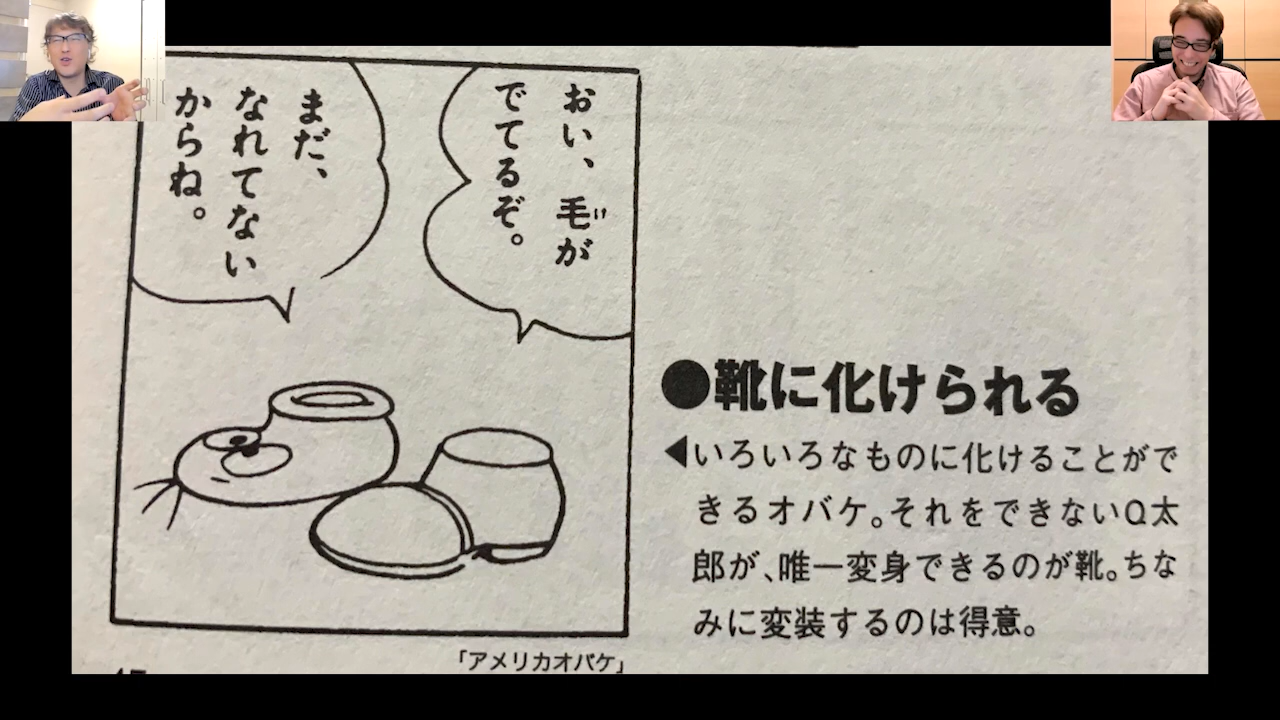 おい、毛が
でてるぞ。
まだ、
なれてない
からね。
「アメリカオバケ」
●靴に化けられる
◀いろいろなものに化けることがで
きるオバケ。それをできないQ太
郎が、唯一変身できるのが靴。ちな
みに変装するのは得意。